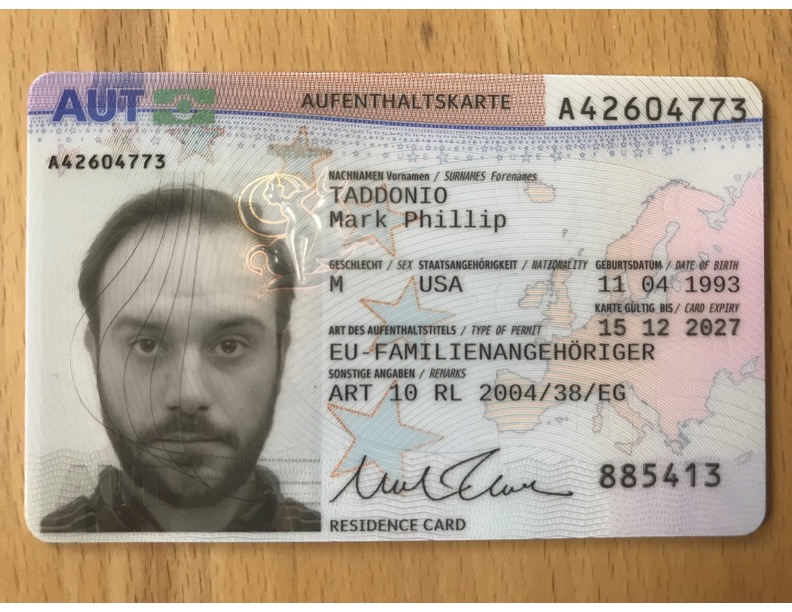 AUT AUFENTHALTSKARTE A42604773
A42604773
NACHNAMEN Vornamen / SURNAMES Forenames
TADDONIO
Mark Phillip
GESCHLECHT / SEX STAATSANGEHÖRIGKEIT / NATIONALITY GEBURTSDATUM / DATE OF BIRTH
M USA 11 04 1993
KARTE GÜLTIG BIS / CARD EXPIRY
15 12 2027
ART DES AUFENTHALTSTITELS / TYPE OF PERMIT
EU-FAMILIENANGEHÖRIGER
SONSTIGE ANGABEN / REMARKS
ART 10 RL 2004/38/EG
AUT
885413
RESIDENCE CARD